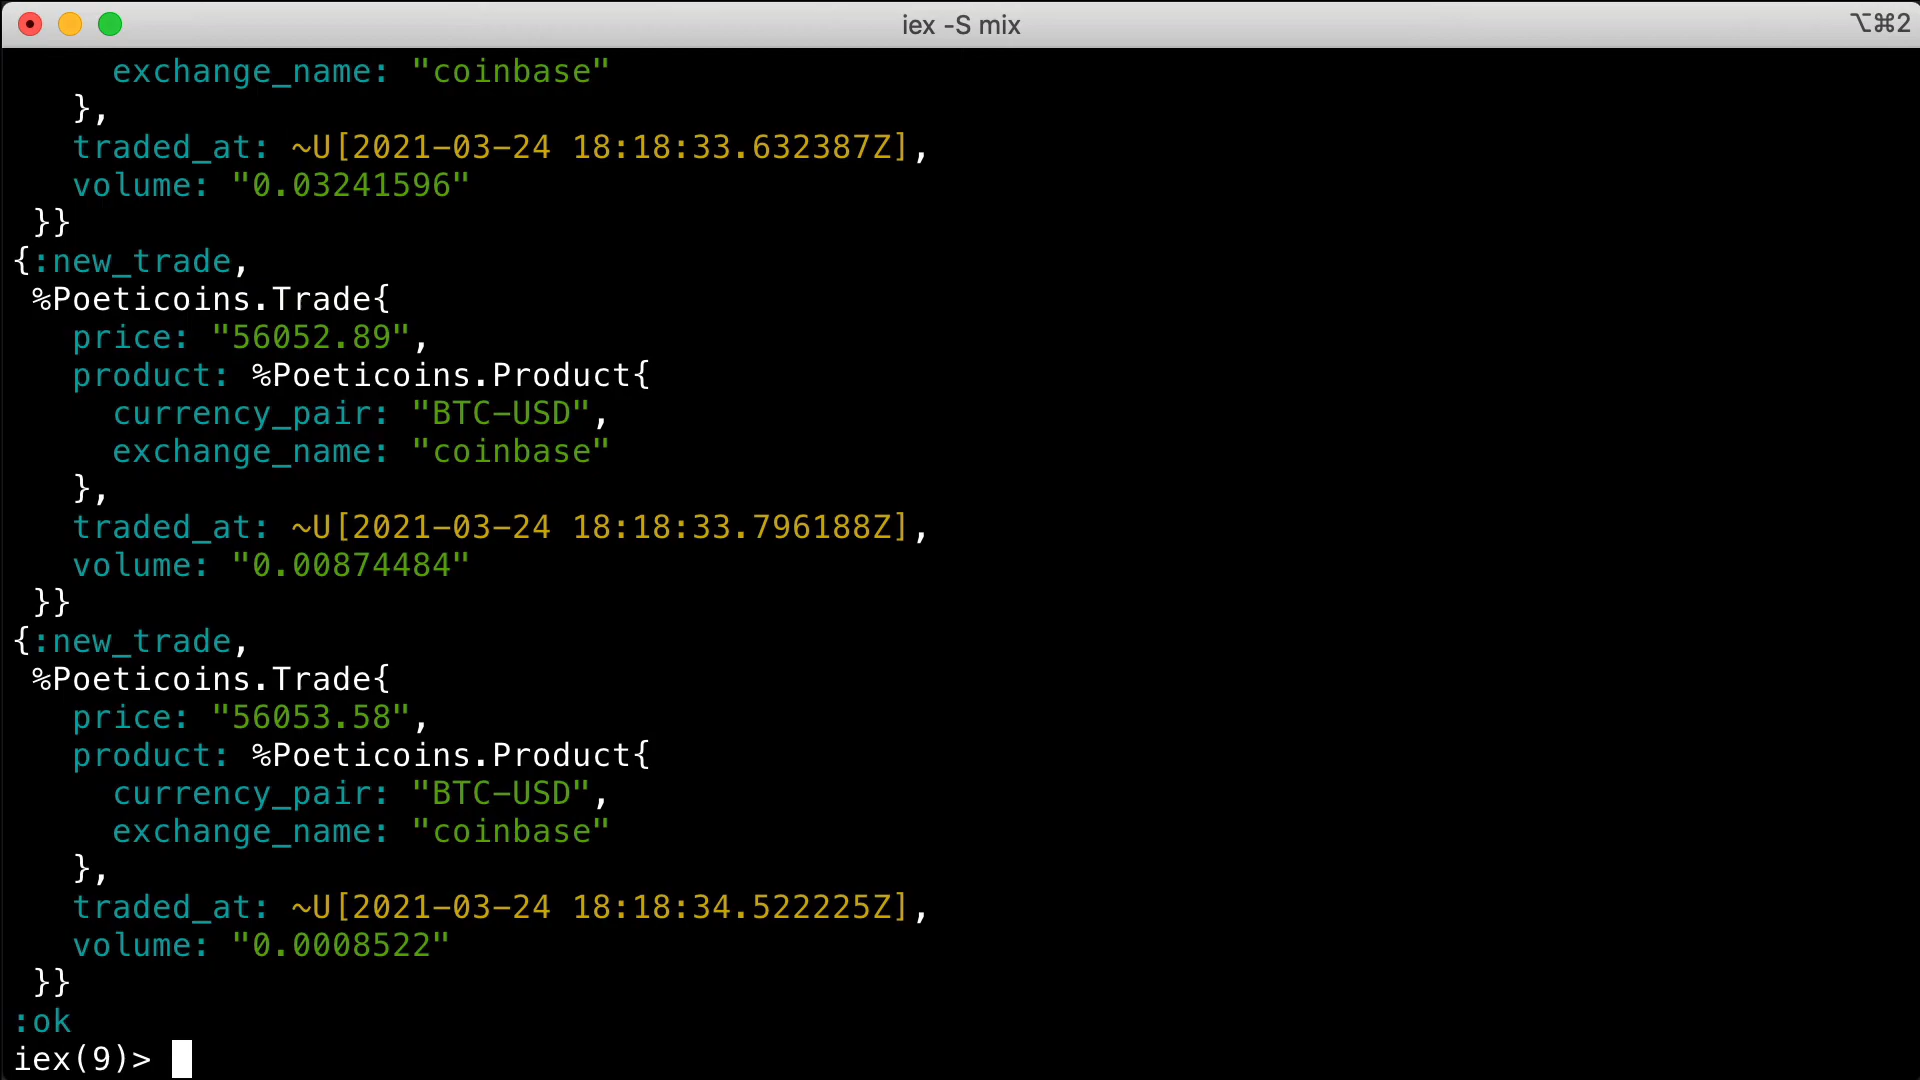 iex -S mix
⌥⌘2
exchange_name: "coinbase"
},
traded_at: ~U[2021-03-24 18:18:33.632387Z],
volume: "0.03241596"
}}
{:new_trade,
%Poeticoins.Trade{
price: "56052.89",
product: %Poeticoins.Product{
currency_pair: "BTC-USD",
exchange_name: "coinbase"
},
traded_at: ~U[2021-03-24 18:18:33.796188Z],
volume: "0.00874484"
}}
{:new_trade,
%Poeticoins.Trade{
price: "56053.58",
product: %Poeticoins.Product{
currency_pair: "BTC-USD",
exchange_name: "coinbase"
},
traded_at: ~U[2021-03-24 18:18:34.522225Z],
volume: "0.0008522"
}}
:ok
iex(9)>